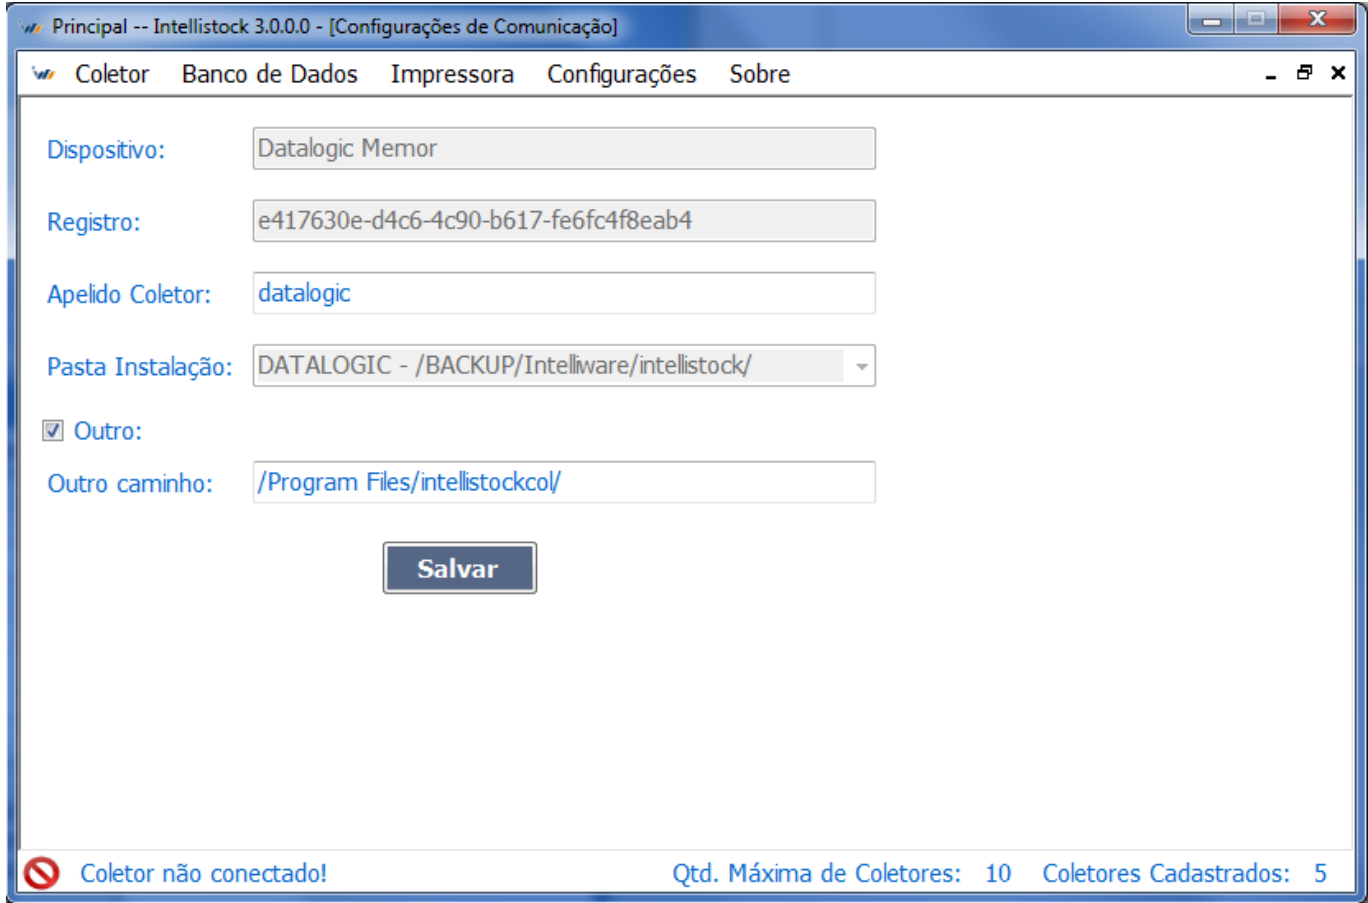 Principal -- Intellistock 3.0.0.0 - [Configurações de Comunicação]
Coletor Banco de Dados Impressora Configurações Sobre
Dispositivo: Datalogic Memor
Registro: e417630e-d4c6-4c90-b617-fe6fc4f8eab4
Apelido Coletor: datalogic
Pasta Instalação: DATALOGIC - /BACKUP/Intelliware/intellistock/
Outro:
Outro caminho: /Program Files/intellistockcol/
Salvar
Coletor não conectado! Qtd. Máxima de Coletores: 10 Coletores Cadastrados: 5